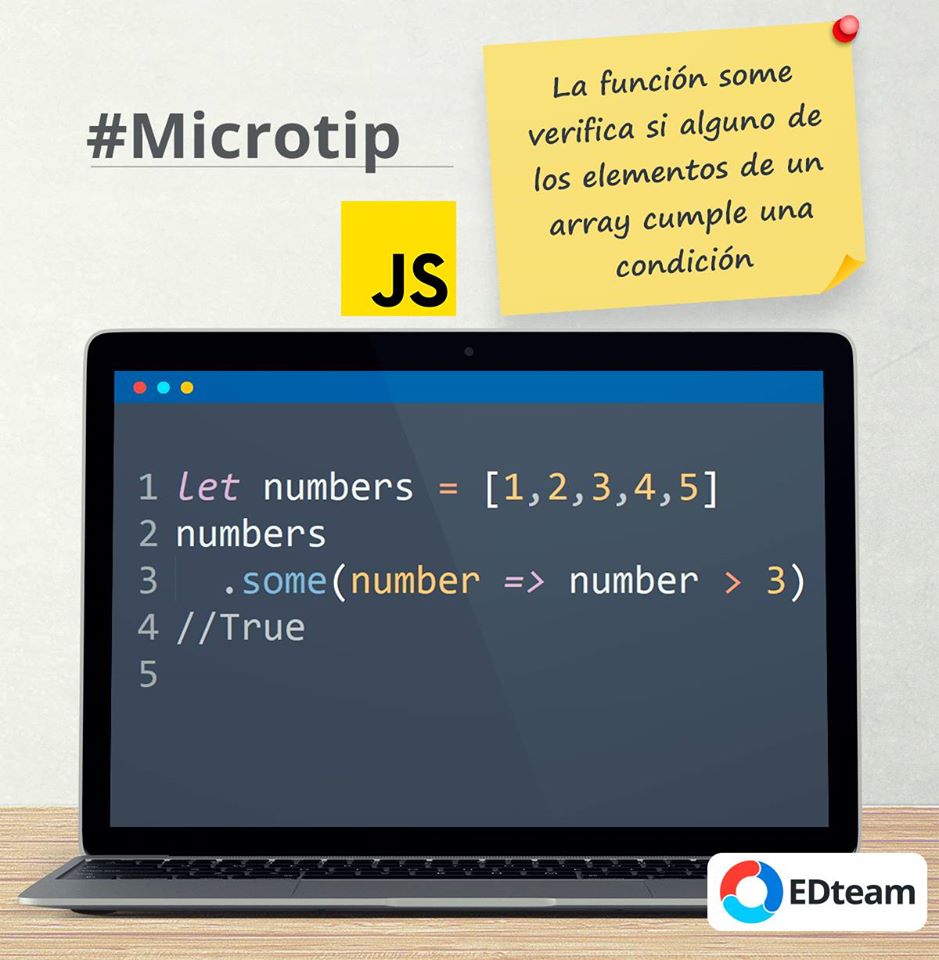 #Microtip
La función some
verifica si alguno de
los elementos de un
array cumple una
condición
JS
1 let numbers = [1,2,3,4,5]
2 numbers
3 .some(number => number > 3)
4 //True
5
EDteam